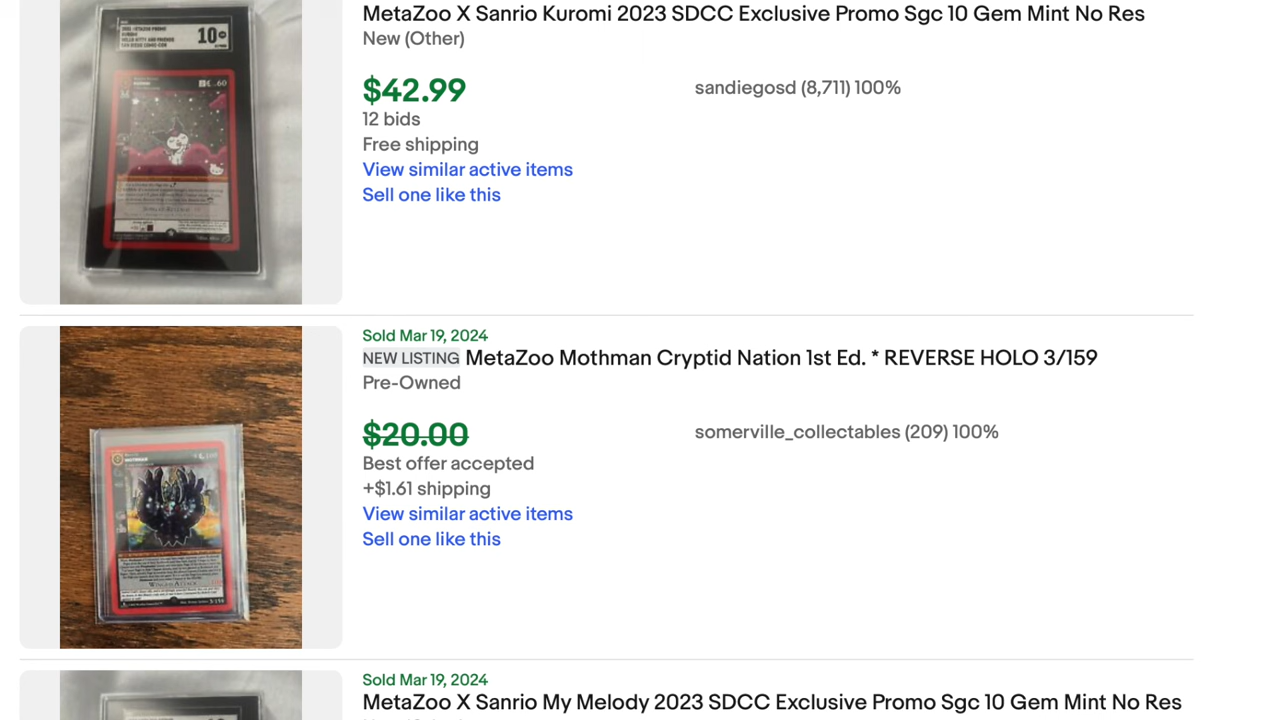 MetaZoo X Sanrio Kuromi 2023 SDCC Exclusive Promo Sgc 10 Gem Mint No Res
New (Other)
10
60
$42.99
sandiegosd (8,711) 100%
12 bids
Free shipping
View similar active items
Sell one like this
Sold Mar 19, 2024
NEW LISTING MetaZoo Mothman Cryptid Nation 1st Ed. * REVERSE HOLO 3/159
Pre-Owned
$20.00
somerville_collectables (209) 100%
Best offer accepted
+$1.61 shipping
View similar active items
Sell one like this
Sold Mar 19, 2024
MetaZoo X Sanrio My Melody 2023 SDCC Exclusive Promo Sgc 10 Gem Mint No Res